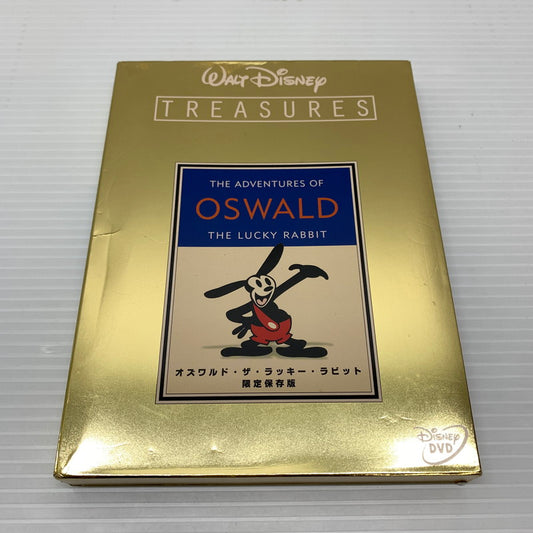 WALT DISNEY
TREASURES
THE ADVENTURES OF
OSWALD
THE LUCKY RABBIT
オズワルド・ザ・ラッキー・ラビット
限定保存版
DISNEY
DVD